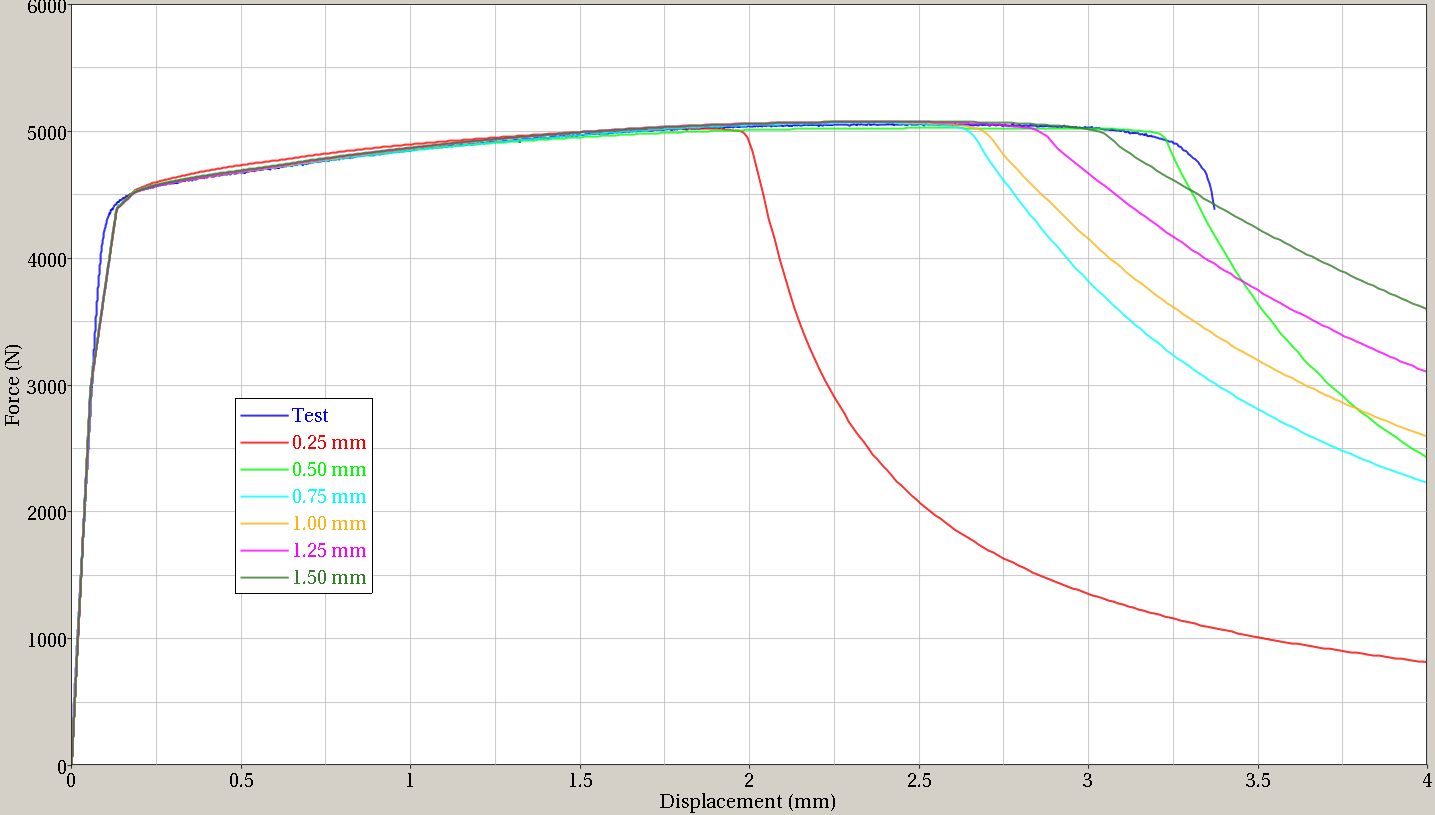 6000
5000
4000
3000
2000
1000
0
Force (N)
Test
0.25 mm
0.50 mm
0.75 mm
1.00 mm
1.25 mm
1.50 mm
0 0.5 1 1.5 2 2.5 3 3.5 4
Displacement (mm)